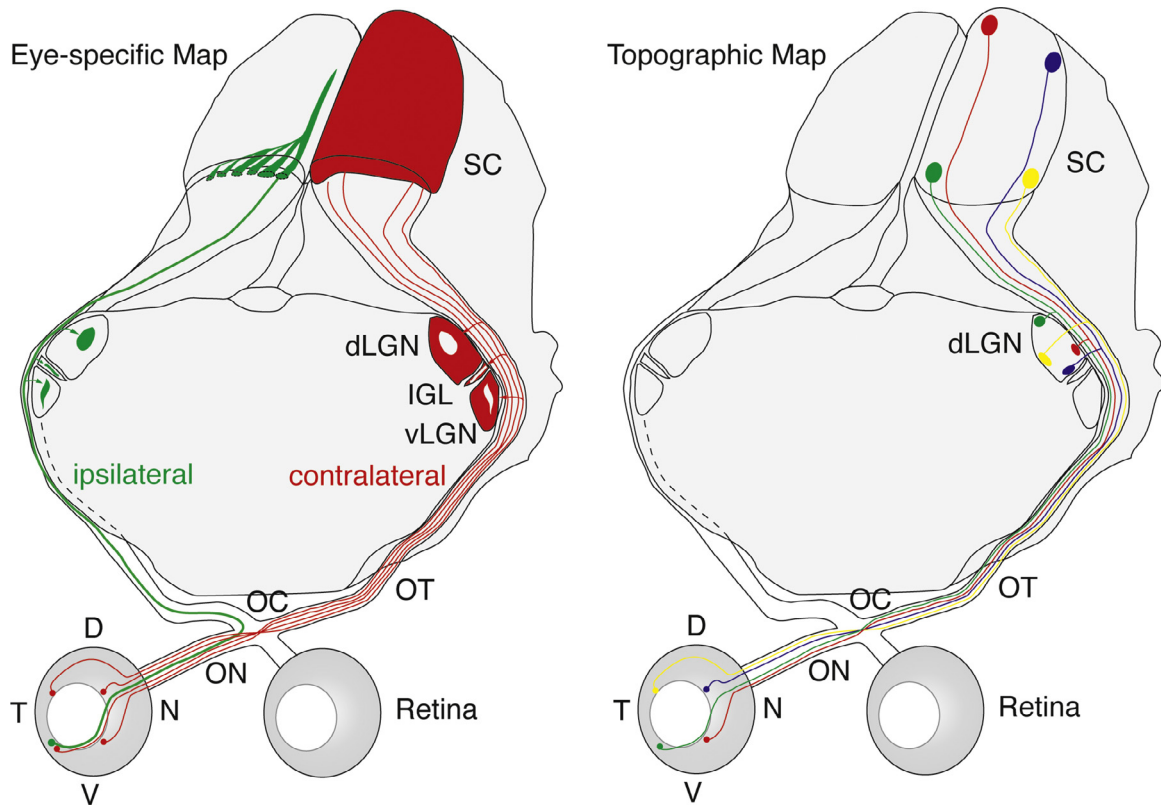 Eye-specific Map
SC
dLGN
IGL
vLGN
ipsilateral
contralateral
OC
OT
D
ON
T
N
Retina
V
Topographic Map
SC
dLGN
OC
OT
D
ON
T
N
Retina
V